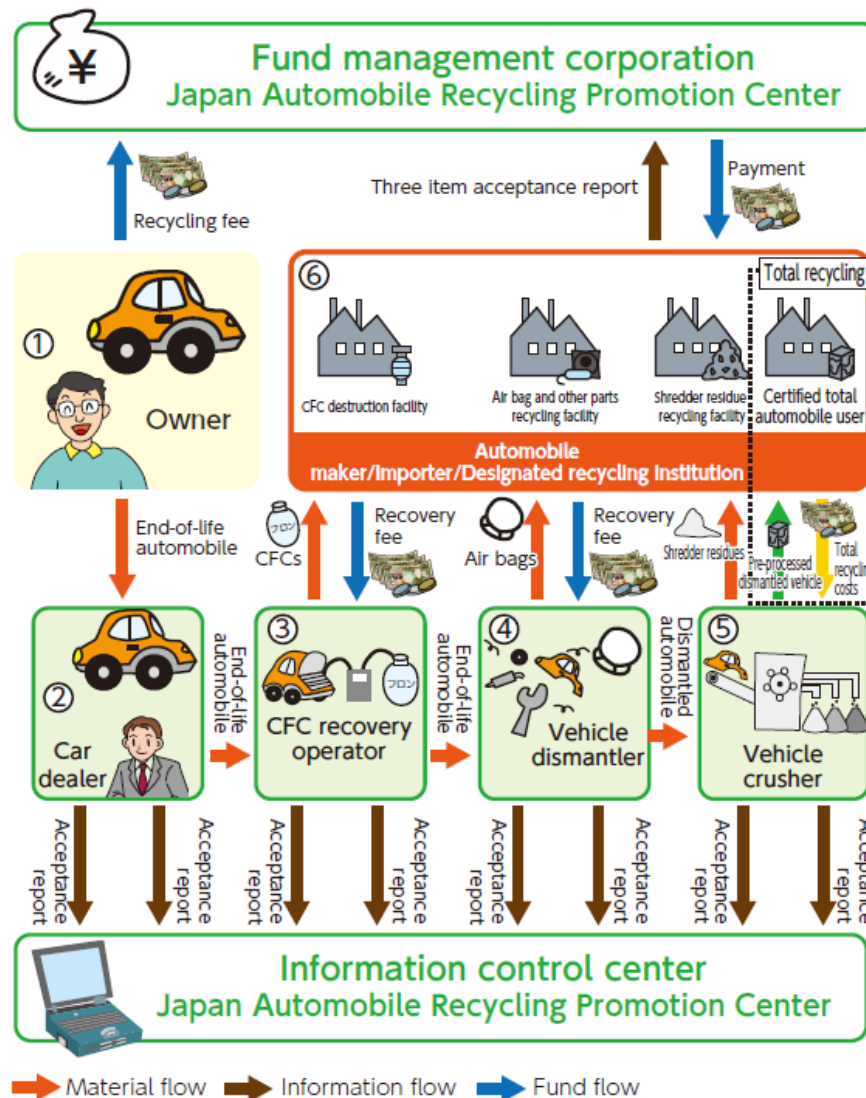 ¥
Fund management corporation
Japan Automobile Recycling Promotion Center
Recycling fee
Three item acceptance report
Payment
①
Owner
⑥
Total recycling
CFC destruction facility
Air bag and other parts
recycling facility
Shredder residue
recycling facility
Certified total
automobile user
Automobile
maker/Importer/Designated recycling institution
End-of-life
automobile
フロン
CFCs
Recovery
fee
Air bags
Recovery
fee
Shredder residues
Pre-processed
dismantled vehicle
Total
recyclin
costs
②
Car
dealer
End-of-life
automobile
③
フロン
CFC recovery
operator
End-of-life
automobile
④
Vehicle
dismantler
Dismantled
automobile
⑤
Vehicle
crusher
Acceptance
report
Acceptance
report
Acceptance
report
Acceptance
report
Acceptance
report
Acceptance
report
Acceptance
report
Acceptance
report
Information control center
Japan Automobile Recycling Promotion Center
Material flow
Information flow
Fund flow